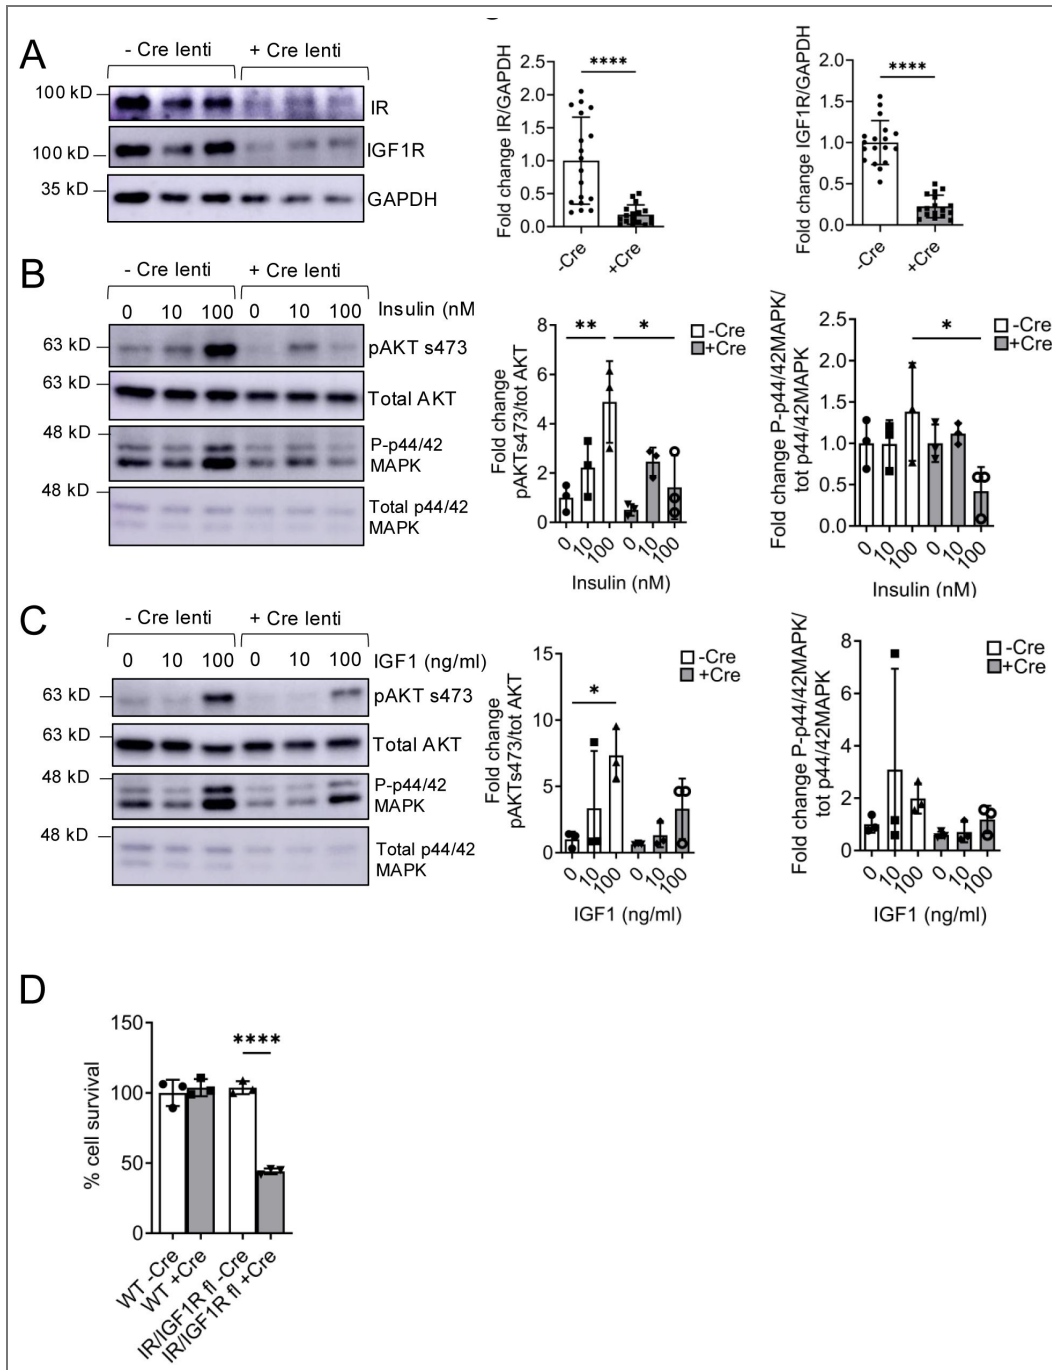 A
- Cre lenti + Cre lenti
100 kD
IR
100 kD
IGF1R
35 kD
GAPDH
Fold change IR/GAPDH
2.5
2.0
1.5
1.0
0.5
0.0
****
-Cre
+Cre
Fold change IGF1R/GAPDH
2.0
1.5
1.0
0.5
0.0
****
-Cre
+Cre
B
- Cre lenti + Cre lenti
0 10 100 0 10 100 Insulin (nM
63 kD
pAKT s473
63 kD
Total AKT
48 kD
P-p44/42
MAPK
48 kD
Total p44/42
MAPK
Fold change
pAKTs473/tot AKT
8
6
4
2
0
** *
-Cre
+Cre
0 10 100 0 10 100
Insulin (nM)
Fold change P-p44/42MAPK/
tot p44/42MAPK
2.5
2.0
1.5
1.0
0.5
0.0
*
-Cre
+Cre
0 10 100 0 10 100
Insulin (nM)
C
- Cre lenti + Cre lenti
0 10 100 0 10 100 IGF1 (ng/ml)
63 kD
pAKT s473
63 kD
Total AKT
48 kD
P-p44/42
MAPK
48 kD
Total p44/42
MAPK
Fold change
pAKTs473/tot AKT
15
10
5
0
*
-Cre
+Cre
0 10 100 0 10 100
IGF1 (ng/ml)
Fold change P-p44/42MAPK/
tot p44/42MAPK
8
6
4
2
0
-Cre
+Cre
0 10 100 0 10 100
IGF1 (ng/ml)
D
% cell survival
150
100
50
0
****
WT -Cre
WT +Cre
IR/IGF1R fl -Cre
IR/IGF1R fl +Cre